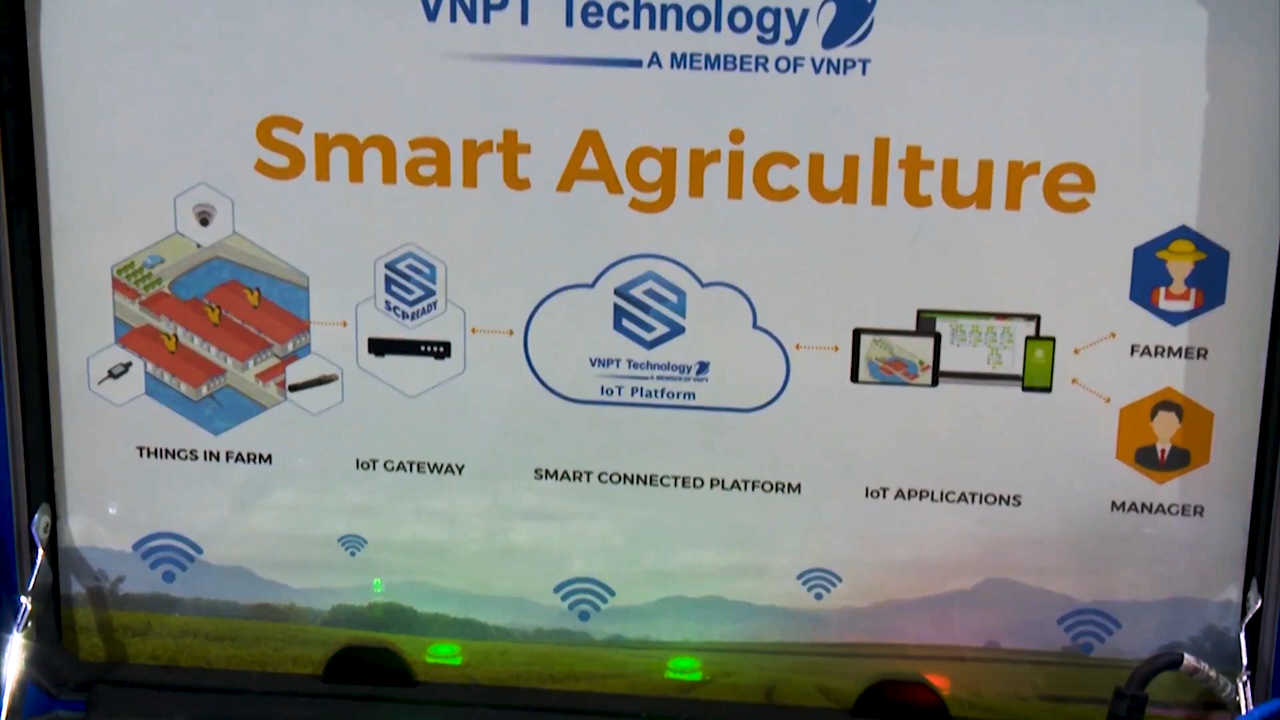 VNPT Technology
A MEMBER OF VNPT
Smart Agriculture
SCPREADY
VNPT Technology
A MEMBER OF VNPT
IoT Platform
FARMER
THINGS IN FARM
IoT GATEWAY
SMART CONNECTED PLATFORM
IoT APPLICATIONS
MANAGER